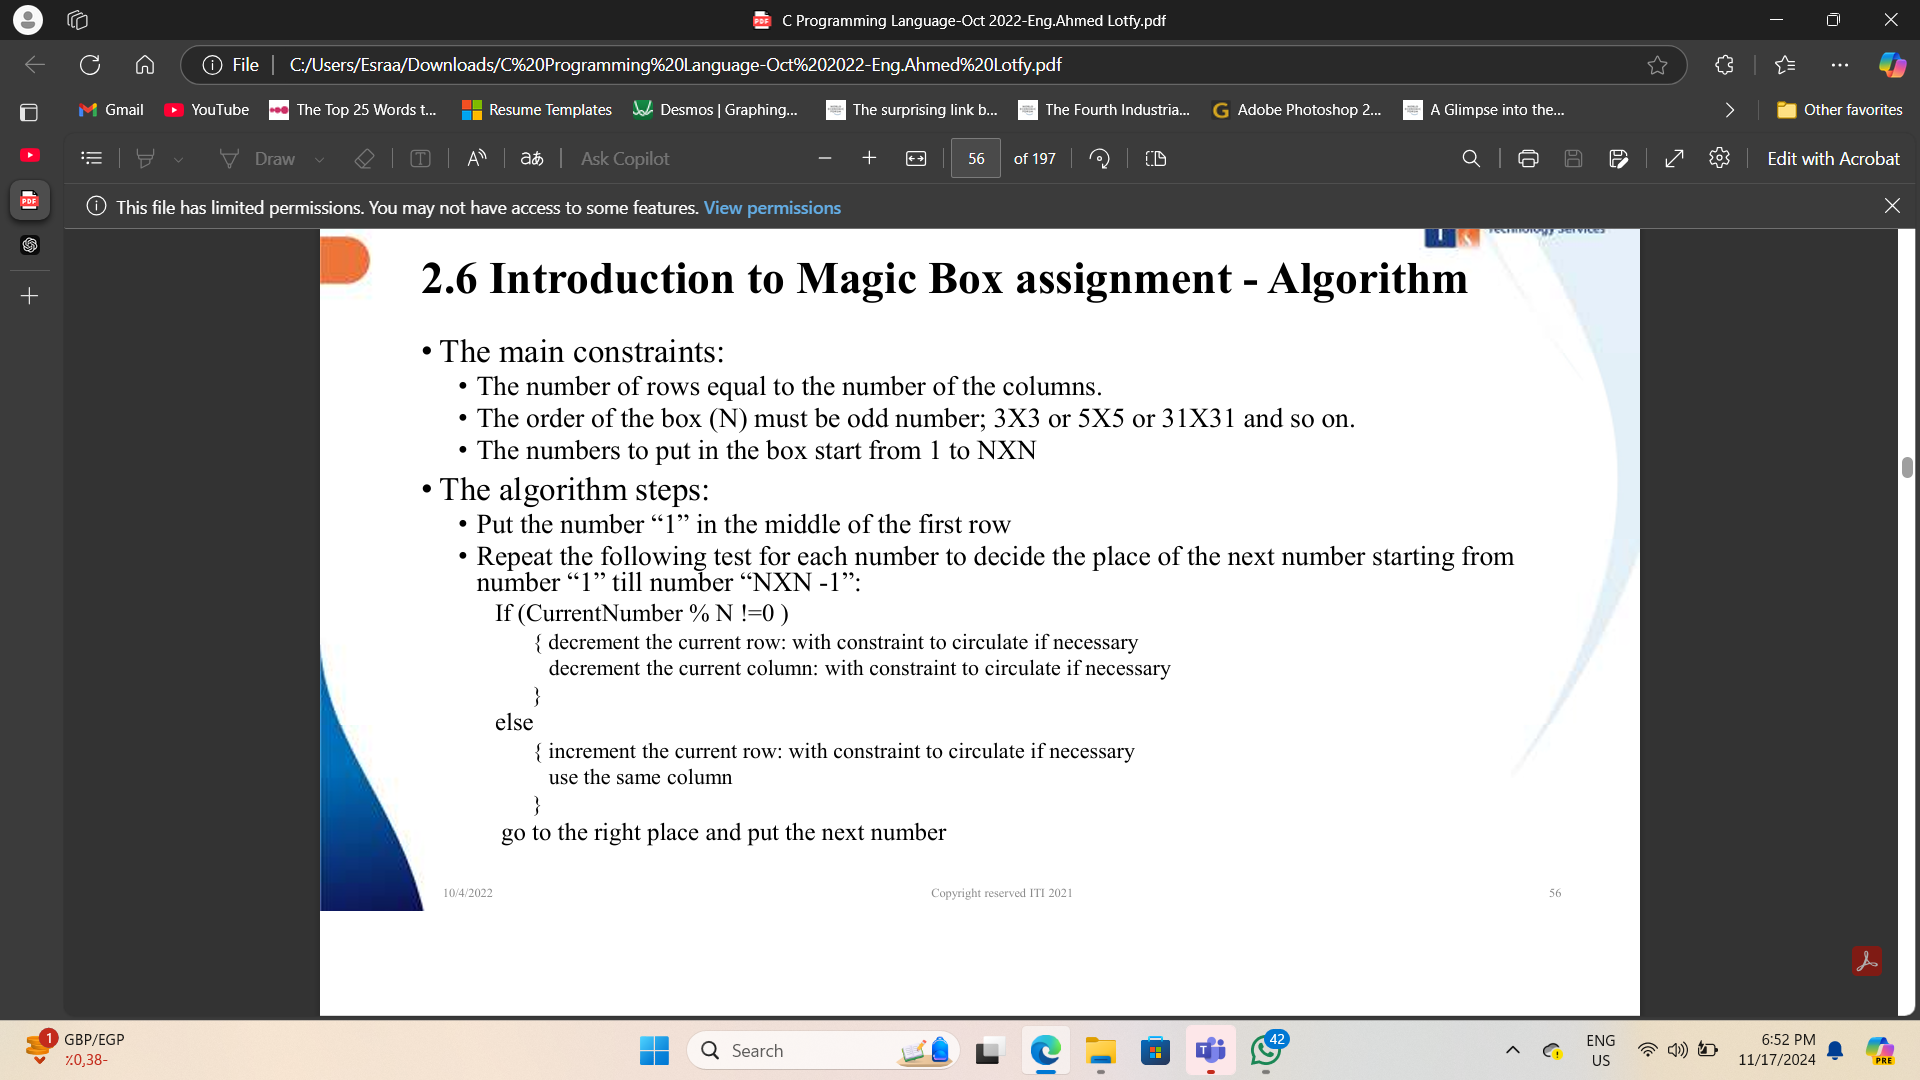 C Programming Language-Oct 2022-Eng.Ahmed Lotfy.pdf
File
C:/Users/Esraa/Downloads/C%20Programming%20Language-Oct%202022-Eng.Ahmed%20Lotfy.pdf
Gmail YouTube The Top 25 Words t... Resume Templates Desmos | Graphing... The surprising link b... The Fourth Industria... Adobe Photoshop 2... A Glimpse into the... Other favorites
Draw aあ Ask Copilot 56 of 197 Edit with Acrobat
This file has limited permissions. You may not have access to some features. View permissions
Technology Services
2.6 Introduction to Magic Box assignment - Algorithm
• The main constraints:
• The number of rows equal to the number of the columns.
• The order of the box (N) must be odd number; 3X3 or 5X5 or 31X31 and so on.
• The numbers to put in the box start from 1 to NXN
• The algorithm steps:
• Put the number “1” in the middle of the first row
• Repeat the following test for each number to decide the place of the next number starting from
number “1” till number “NXN -1”:
If (CurrentNumber % N !=0 )
{ decrement the current row: with constraint to circulate if necessary
decrement the current column: with constraint to circulate if necessary
}
else
{ increment the current row: with constraint to circulate if necessary
use the same column
}
go to the right place and put the next number
10/4/2022 Copyright reserved ITI 2021 56
1 GBP/EGP
٪0,38-
Search
42
ENG
US
6:52 PM
11/17/2024
PRE